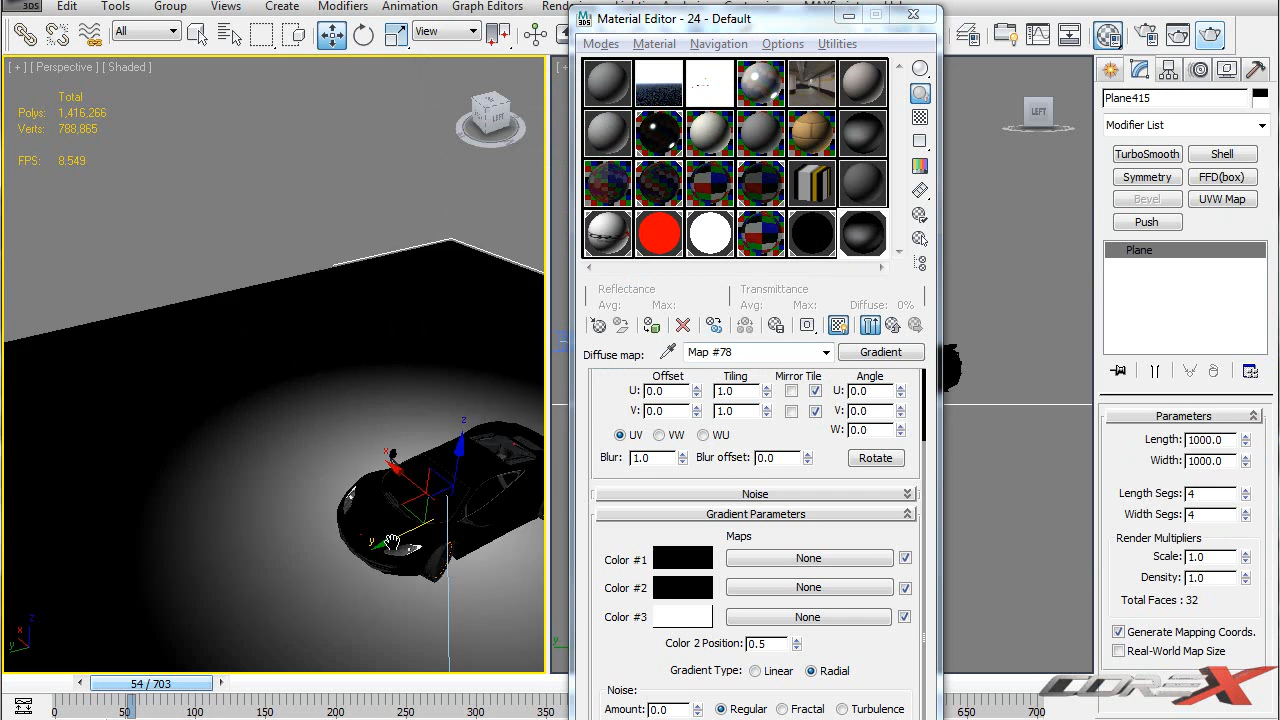 3DS
Edit Tools Group Views Create Modifiers Animation Graph Editors
All
View
Material Editor - 24 - Default
Modes Material Navigation Options Utilities
[ + ] [ Perspective ] [ Shaded ]
Total
Polys: 1,416,266
Verts: 788,865
FPS: 8.549
LEFT
Plane415
Modifier List
TurboSmooth Shell
Symmetry FFD(box)
Bevel UVW Map
Push
Plane
Reflectance Transmittance
Avg: Max: Avg: Max: Diffuse: 0%
Diffuse map: Map #78 Gradient
Offset Tiling Mirror Tile Angle
U: 0.0 1.0 U: 0.0
V: 0.0 1.0 V: 0.0
W: 0.0
UV VW WU
Blur: 1.0 Blur offset: 0.0 Rotate
Noise
Gradient Parameters
Maps
Color #1 None
Color #2 None
Color #3 None
Color 2 Position: 0.5
Gradient Type: Linear Radial
Noise:
Amount: 0.0 Regular Fractal Turbulence
Parameters
Length: 1000.0
Width: 1000.0
Length Segs: 4
Width Segs: 4
Render Multipliers
Scale: 1.0
Density: 1.0
Total Faces : 32
Generate Mapping Coords.
Real-World Map Size
z
x
y
z
x
y
54 / 703
0 50 100 150 200 250 300 350 650 700
COREX